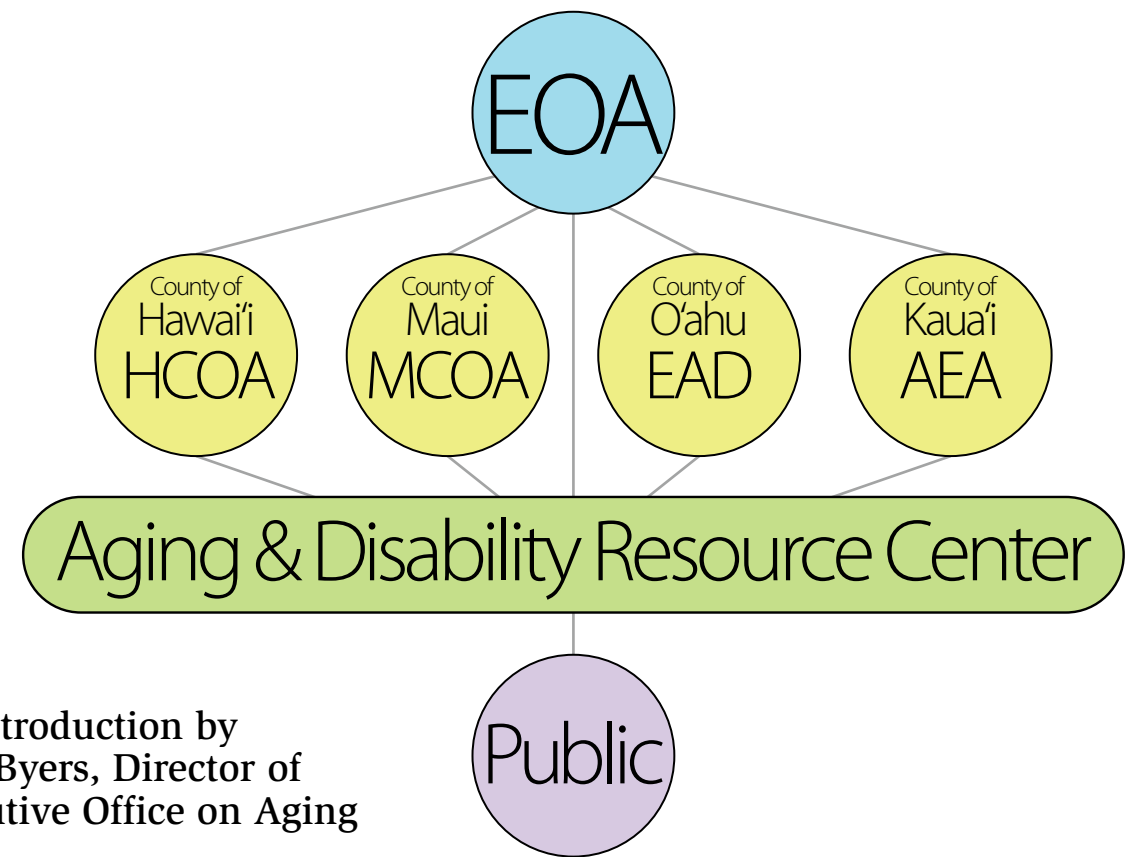 EOA
County of
Hawai‘i
HCOA
County of
Maui
MCOA
County of
O‘ahu
EAD
County of
Kaua‘i
AEA
Aging & Disability Resource Center
Public
troduction by
Byers, Director of
utive Office on Aging